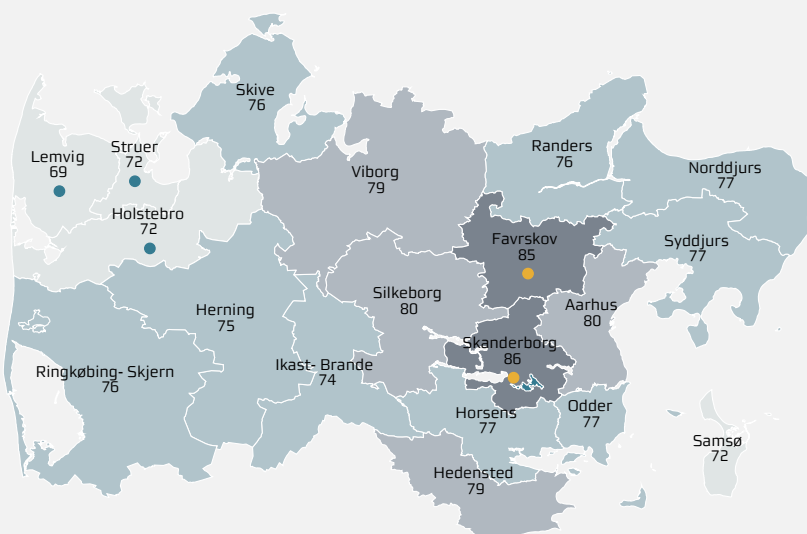 Skive
76
Lemvig
69
Struer
72
Holstebro
72
Viborg
79
Randers
76
Norddjurs
77
Favrskov
85
Syddjurs
77
Silkeborg
80
Aarhus
80
Herning
75
Skanderborg
86
Ringkøbing- Skjern
76
Ikast- Brande
74
Horsens
77
Odder
77
Samsø
72
Hedensted
79